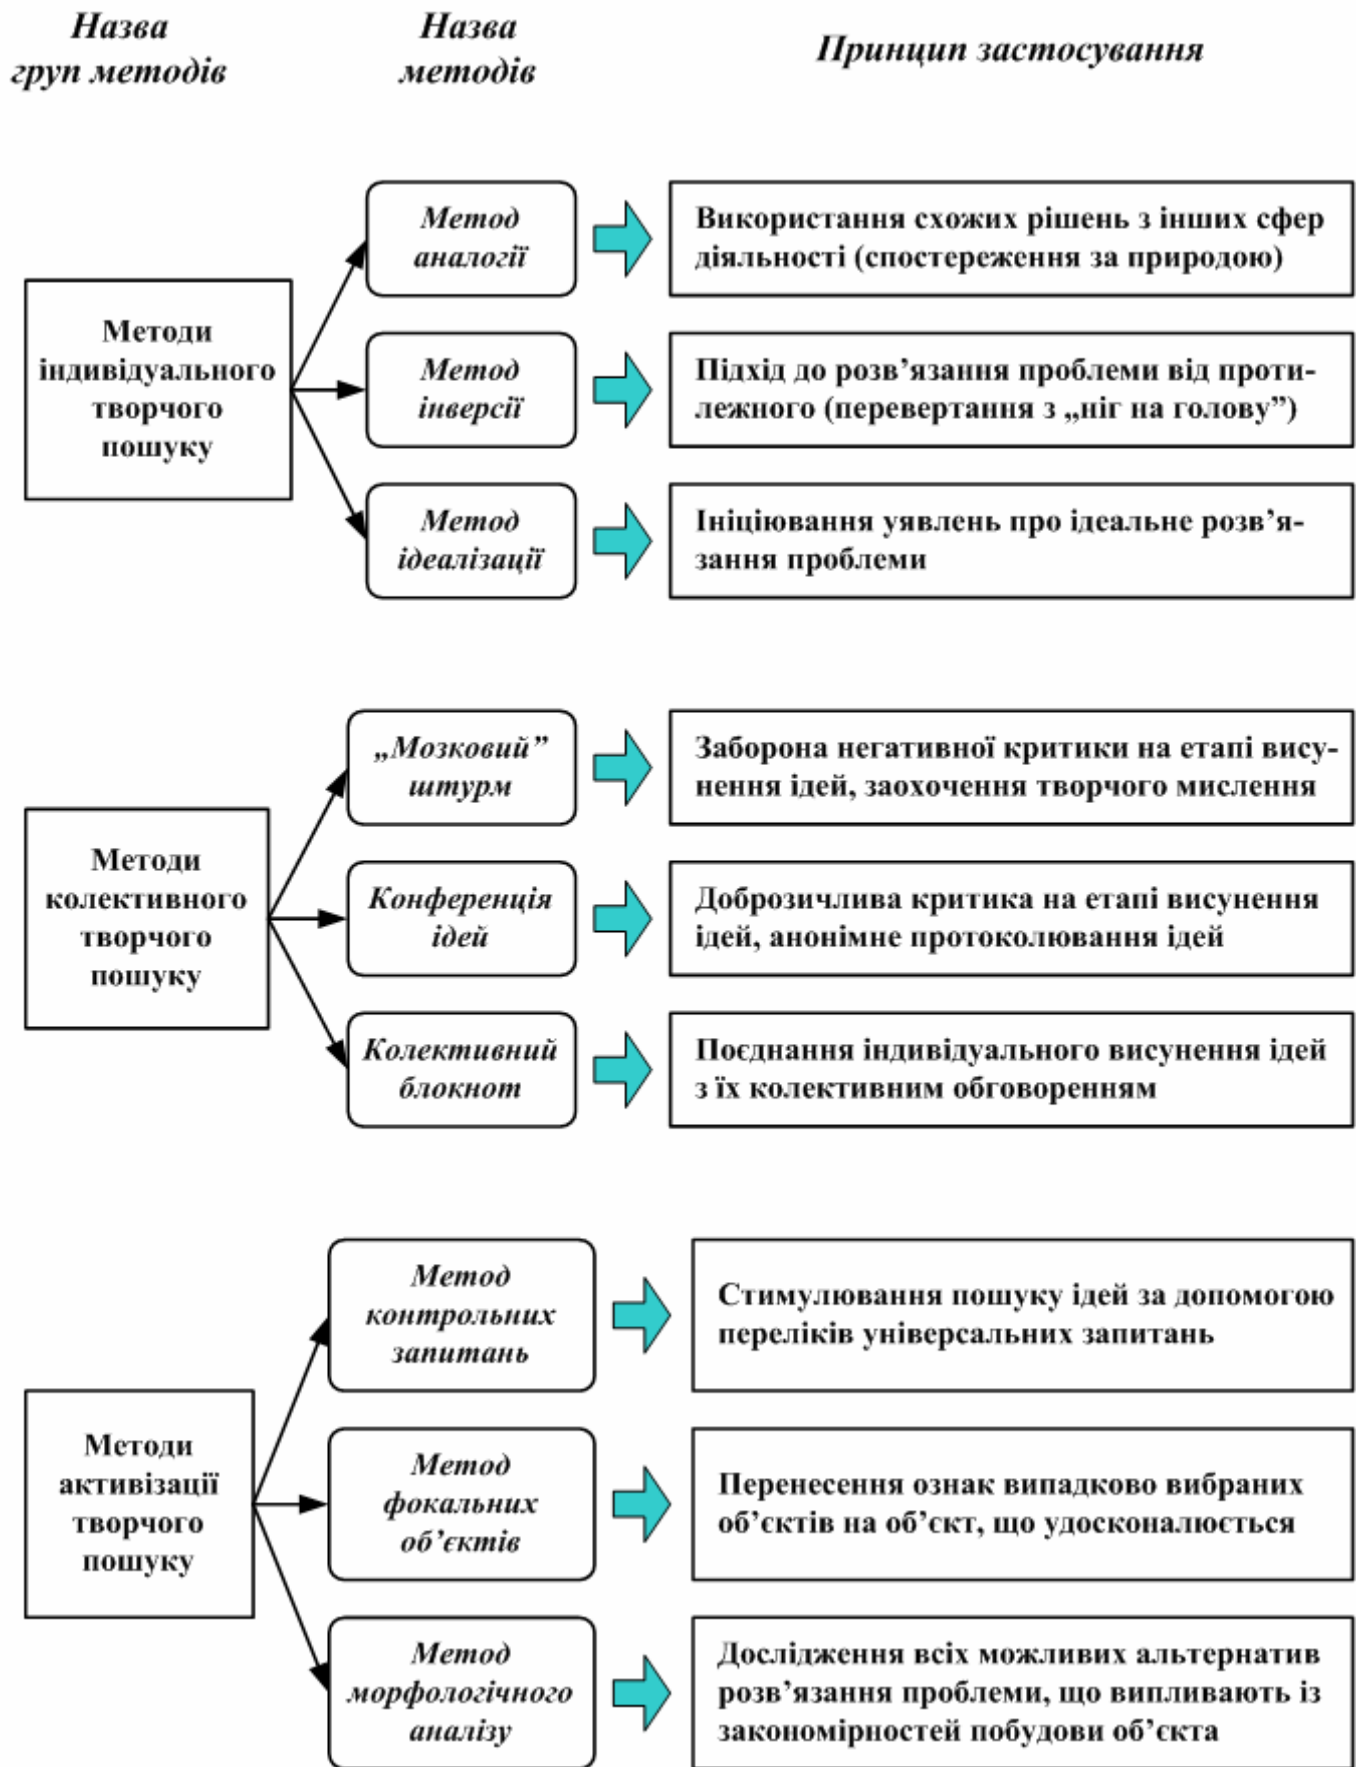 Назва
груп методів
Назва
методів
Принцип застосування
Методи
індивідуального
творчого
пошуку
Метод
аналогії
Використання схожих рішень з інших сфер
діяльності (спостереження за природою)
Метод
інверсії
Підхід до розв’язання проблеми від проти-
лежного (перевертання з „ніг на голову”)
Метод
ідеалізації
Ініціювання уявлень про ідеальне розв’я-
зання проблеми
Методи
колективного
творчого
пошуку
„Мозковий”
штурм
Заборона негативної критики на етапі вису-
нення ідей, заохочення творчого мислення
Конференція
ідей
Доброзичлива критика на етапі висунення
ідей, анонімне протоколювання ідей
Колективний
блокнот
Поєднання індивідуального висунення ідей
з їх колективним обговоренням
Методи
активізації
творчого
пошуку
Метод
контрольних
запитань
Стимулювання пошуку ідей за допомогою
переліків універсальних запитань
Метод
фокальних
об’єктів
Перенесення ознак випадково вибраних
об’єктів на об’єкт, що удосконалюється
Метод
морфологічного
аналізу
Дослідження всіх можливих альтернатив
розв’язання проблеми, що випливають із
закономірностей побудови об’єкта